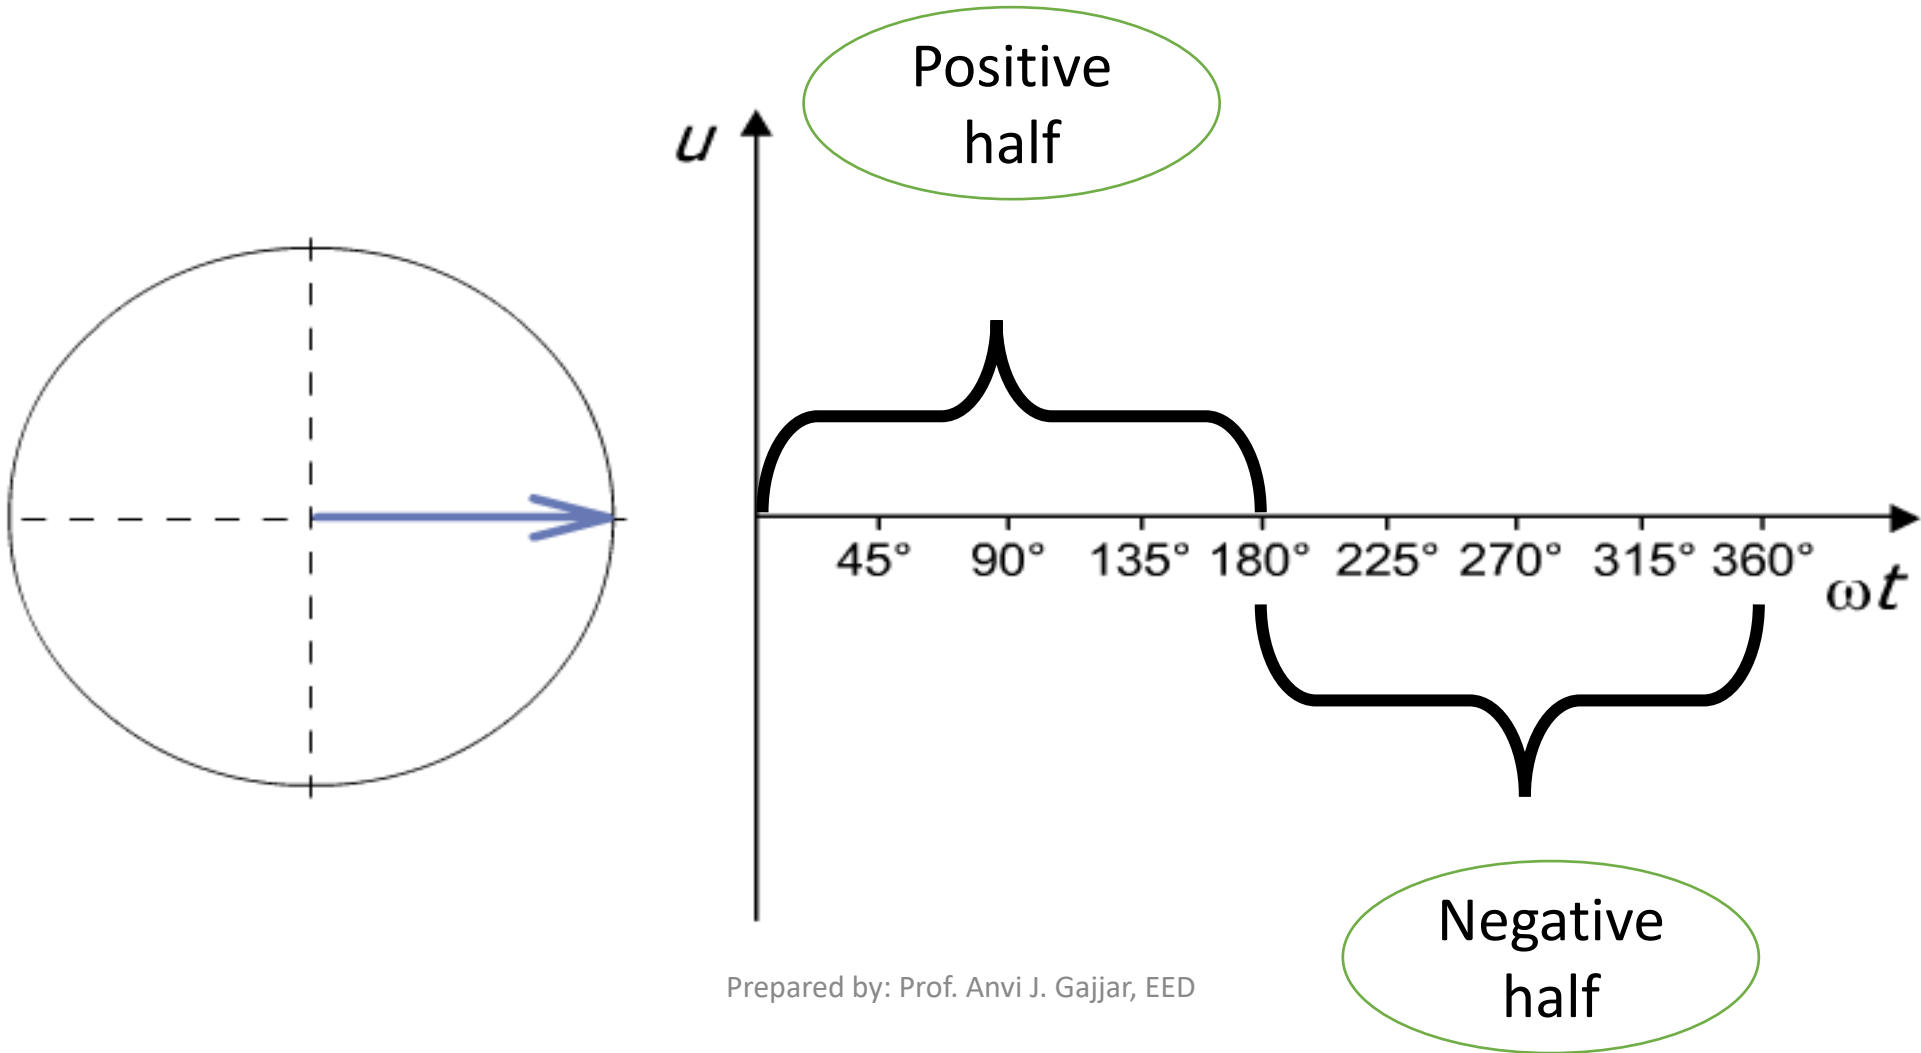 Positive
half
u
45° 90° 135° 180° 225° 270° 315° 360°
ωt
Negative
half
Prepared by: Prof. Anvi J. Gajjar, EED